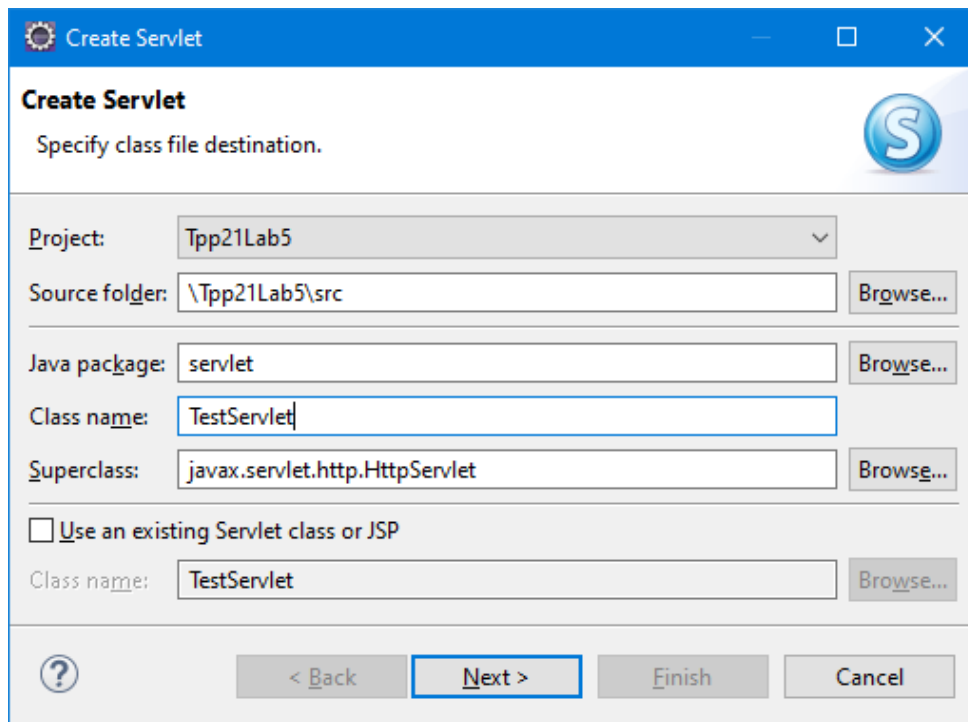 Create Servlet
Create Servlet
Specify class file destination.
S
Project: Tpp21Lab5
Source folder: \Tpp21Lab5\src Browse...
Java package: servlet Browse...
Class name: TestServlet
Superclass: javax.servlet.http.HttpServlet Browse...
Use an existing Servlet class or JSP
Class name: TestServlet Browse...
? < Back Next > Finish Cancel